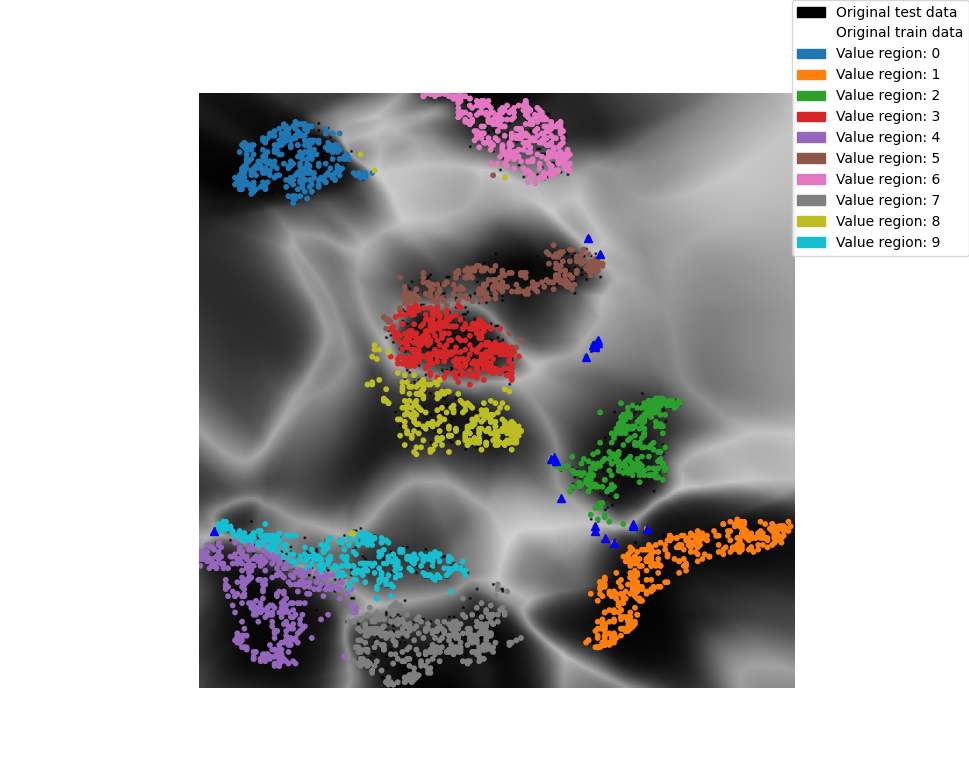 Original test data
Original train data
Value region: 0
Value region: 1
Value region: 2
Value region: 3
Value region: 4
Value region: 5
Value region: 6
Value region: 7
Value region: 8
Value region: 9